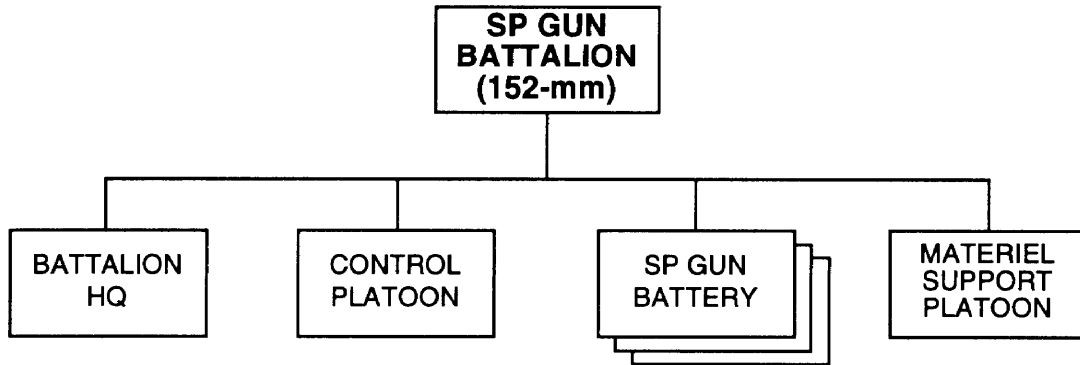 SP GUN
BATTALION
(152-mm)
BATTALION
HQ
CONTROL
PLATOON
SP GUN
BATTERY
MATERIEL
SUPPORT
PLATOON